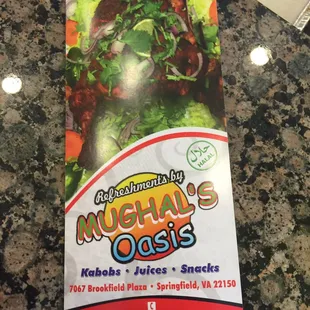 حلال
HALAL
Refreshments by
MUGHAL'S
Oasis
Kabobs • Juices • Snacks
7067 Brookfield Plaza • Springfield, VA 22150